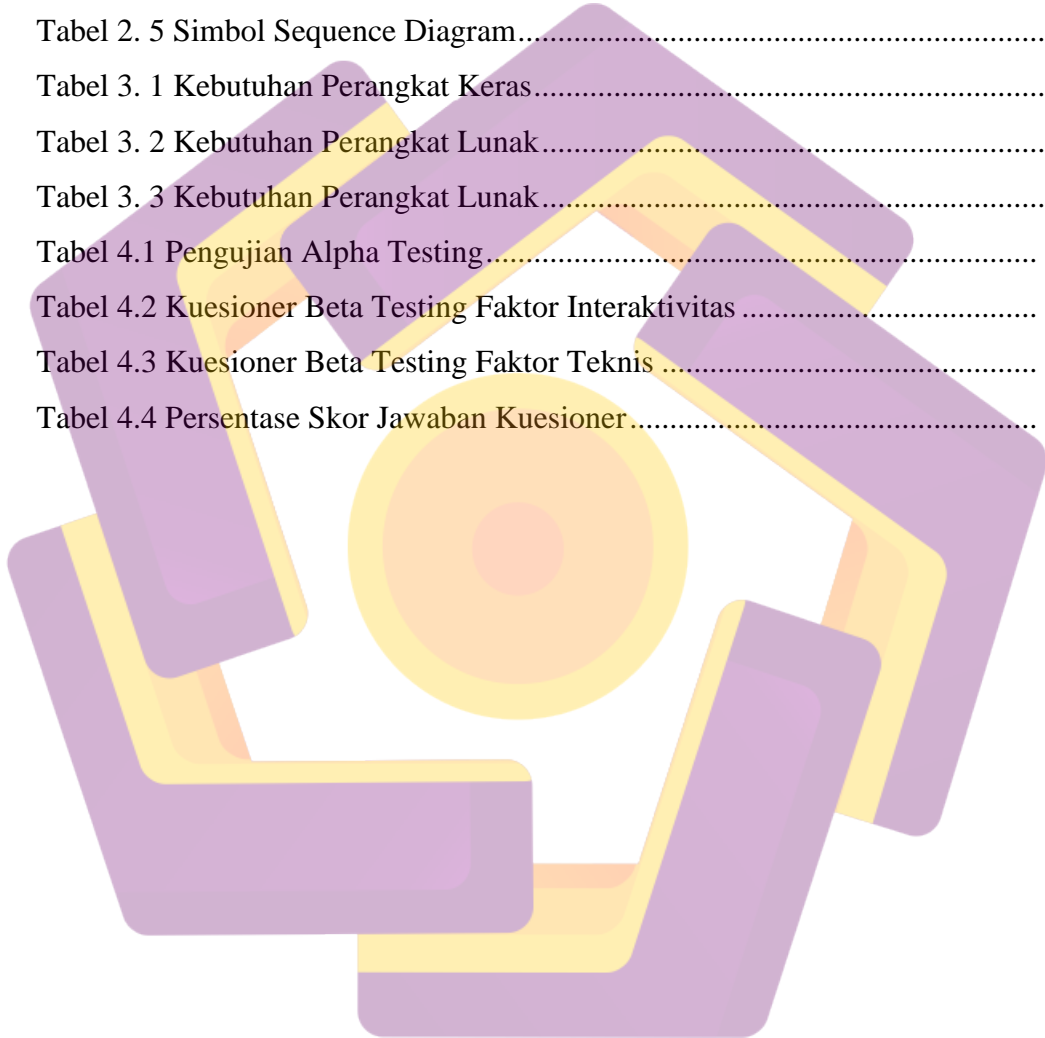 Tabel 2. 5 Simbol Sequence Diagram....................................................................
Tabel 3. 1 Kebutuhan Perangkat Keras..................................................................
Tabel 3. 2 Kebutuhan Perangkat Lunak.................................................................
Tabel 3. 3 Kebutuhan Perangkat Lunak.................................................................
Tabel 4.1 Pengujian Alpha Testing.......................................................................
Tabel 4.2 Kuesioner Beta Testing Faktor Interaktivitas ......................................
Tabel 4.3 Kuesioner Beta Testing Faktor Teknis ................................................
Tabel 4.4 Persentase Skor Jawaban Kuesioner....................................................